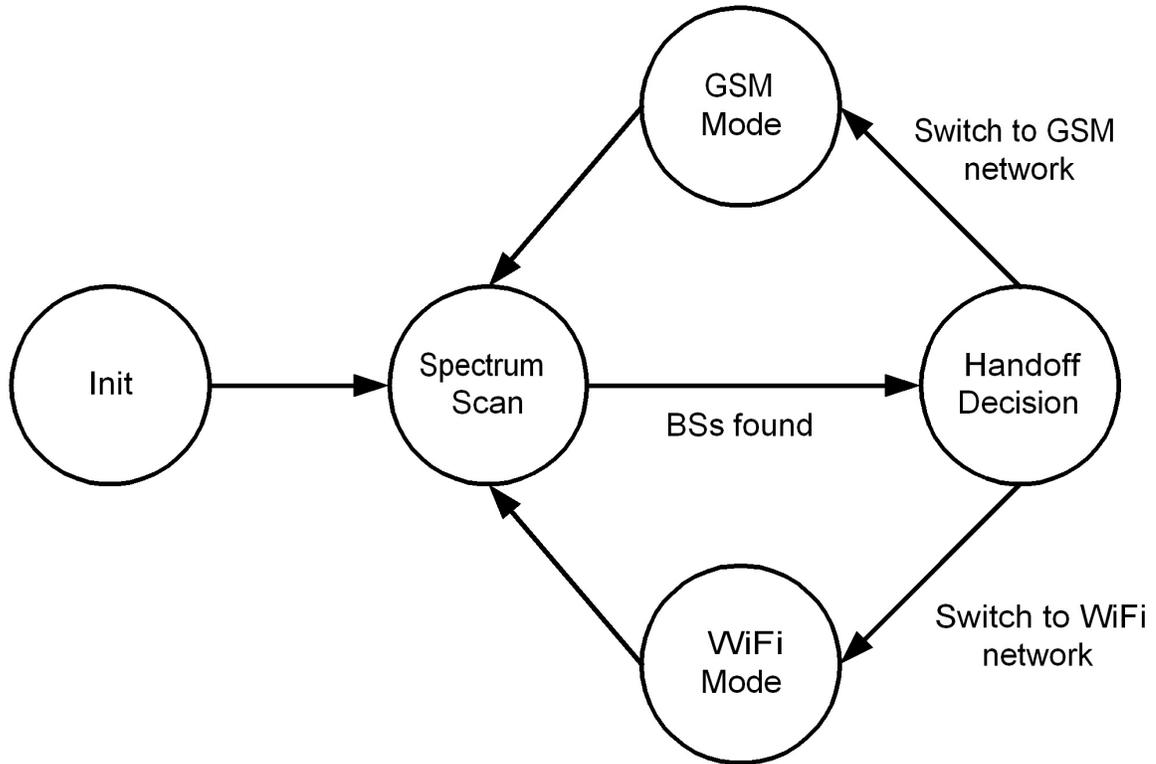 GSM
Mode
Switch to GSM
network
Init
Spectrum
Scan
BSs found
Handoff
Decision
WiFi
Mode
Switch to WiFi
network